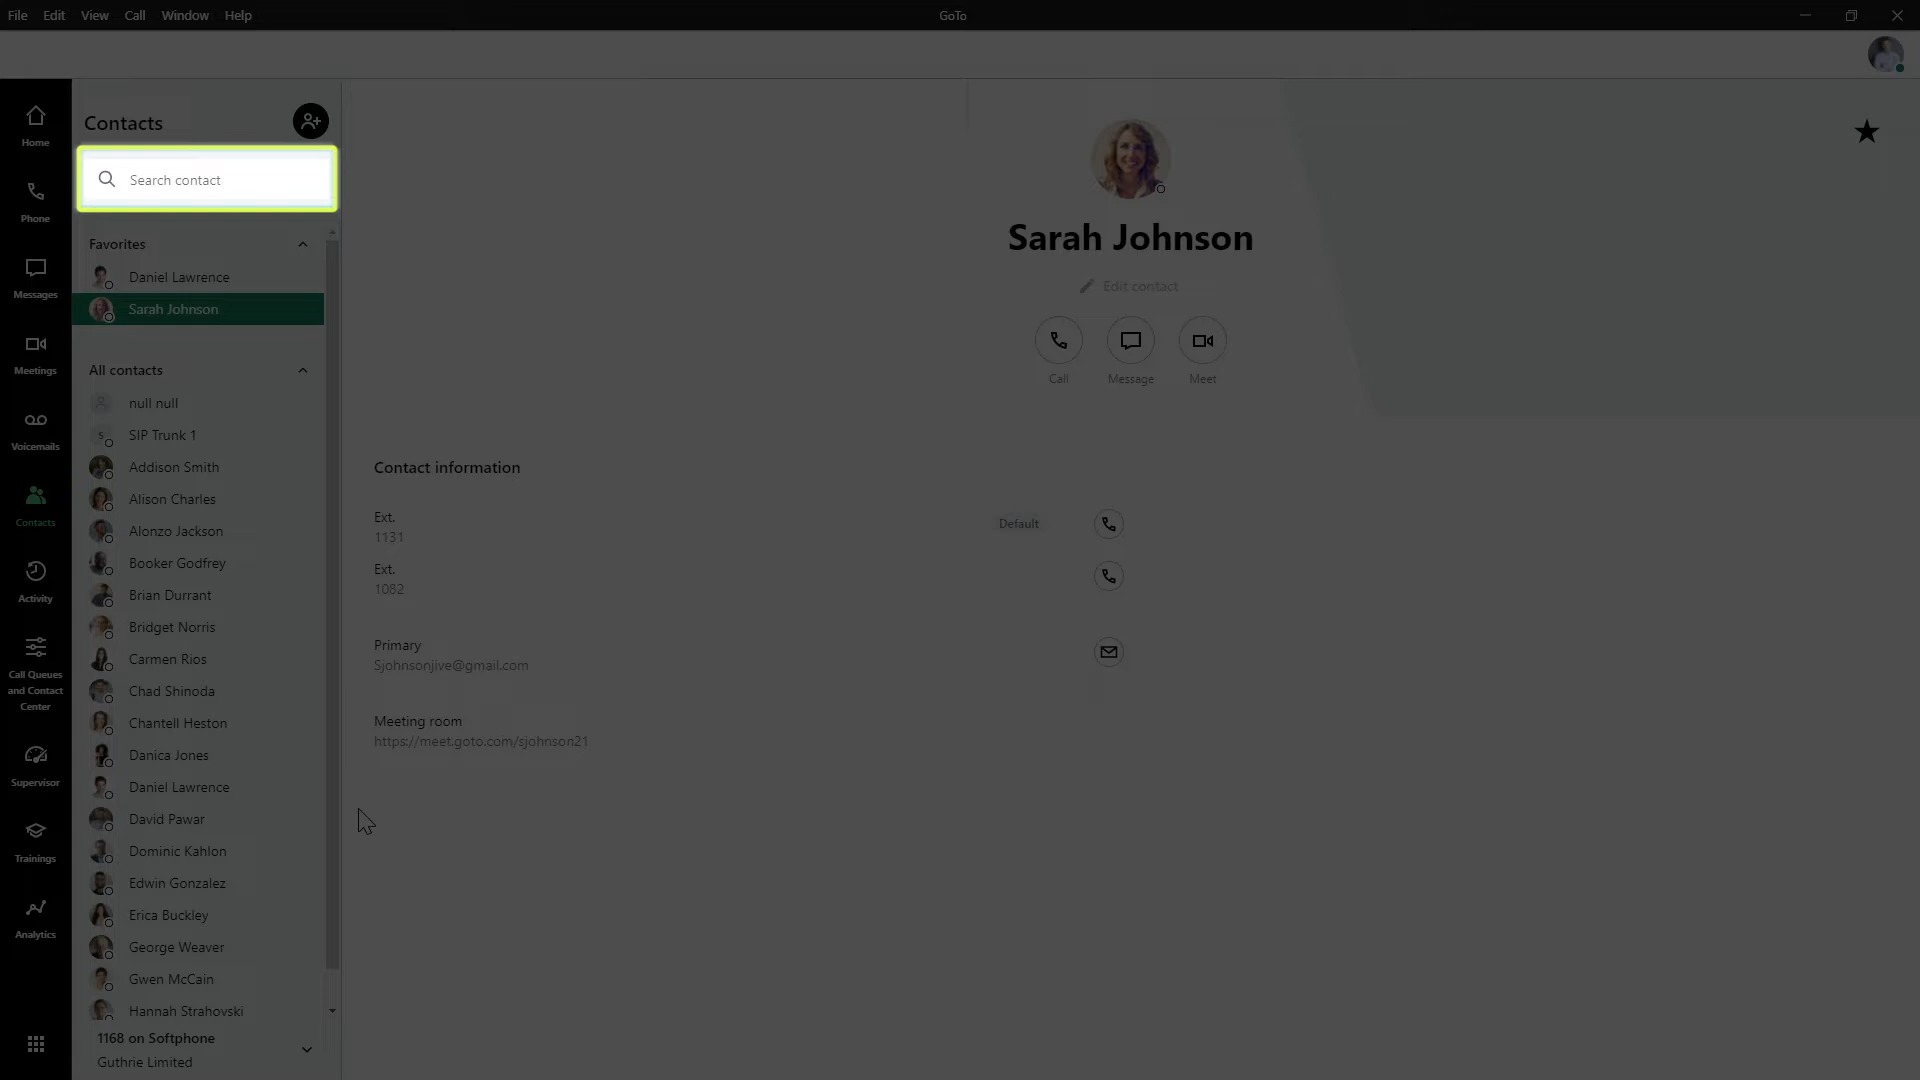 File Edit View Call Window Help
GoTo
Home
Phone
Messages
Meetings
Voicemails
Contacts
Activity
Call Queues
and Contact
Center
Supervisor
Trainings
Analytics
Contacts
Search contact
Favorites
Daniel Lawrence
Sarah Johnson
All contacts
null null
S SIP Trunk 1
Addison Smith
Alison Charles
Alonzo Jackson
Booker Godfrey
Brian Durrant
Bridget Norris
Carmen Rios
Chad Shinoda
Chantell Heston
Danica Jones
Daniel Lawrence
David Pawar
Dominic Kahlon
Edwin Gonzalez
Erica Buckley
George Weaver
Gwen McCain
Hannah Strahovski
1168 on Softphone
Guthrie Limited
Sarah Johnson
Edit contact
Call Message Meet
Contact information
Ext.
1131
Default
Ext.
1082
Primary
Sjohnsonjive@gmail.com
Meeting room
https://meet.goto.com/sjohnson21